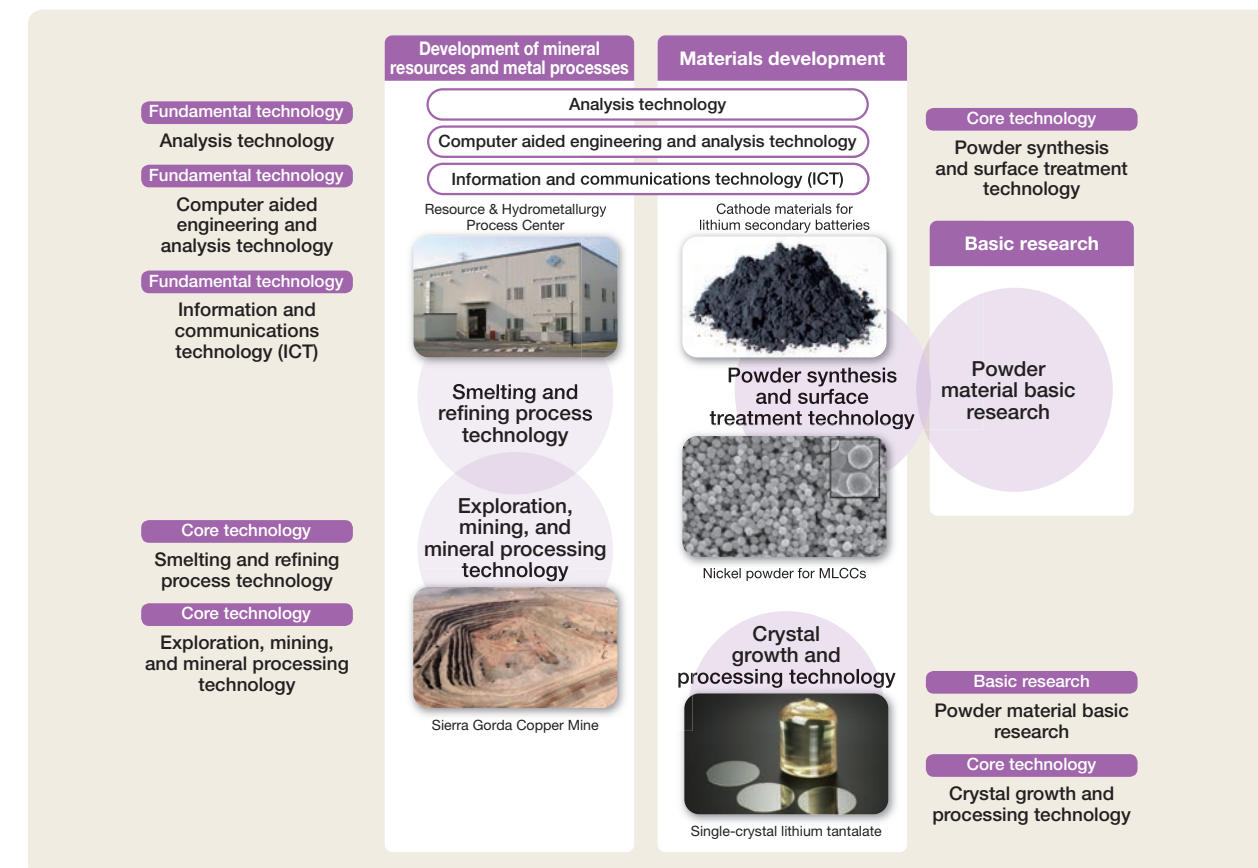 Development of mineral
resources and metal processes
Materials development
Analysis technology
Computer aided engineering and analysis technology
Information and communications technology (ICT)
Fundamental technology
Analysis technology
Fundamental technology
Computer aided
engineering and
analysis technology
Fundamental technology
Information and
communications
technology (ICT)
Core technology
Smelting and refining
process technology
Core technology
Exploration, mining,
and mineral processing
technology
Resource & Hydrometallurgy
Process Center
Smelting and
refining process
technology
Exploration,
mining, and
mineral processing
technology
Sierra Gorda Copper Mine
Cathode materials for
lithium secondary batteries
Powder synthesis
and surface
treatment technology
Nickel powder for MLCCs
Crystal
growth and
processing technology
Single-crystal lithium tantalate
Core technology
Powder synthesis
and surface treatment
technology
Basic research
Powder
material basic
research
Basic research
Powder material basic
research
Core technology
Crystal growth and
processing technology